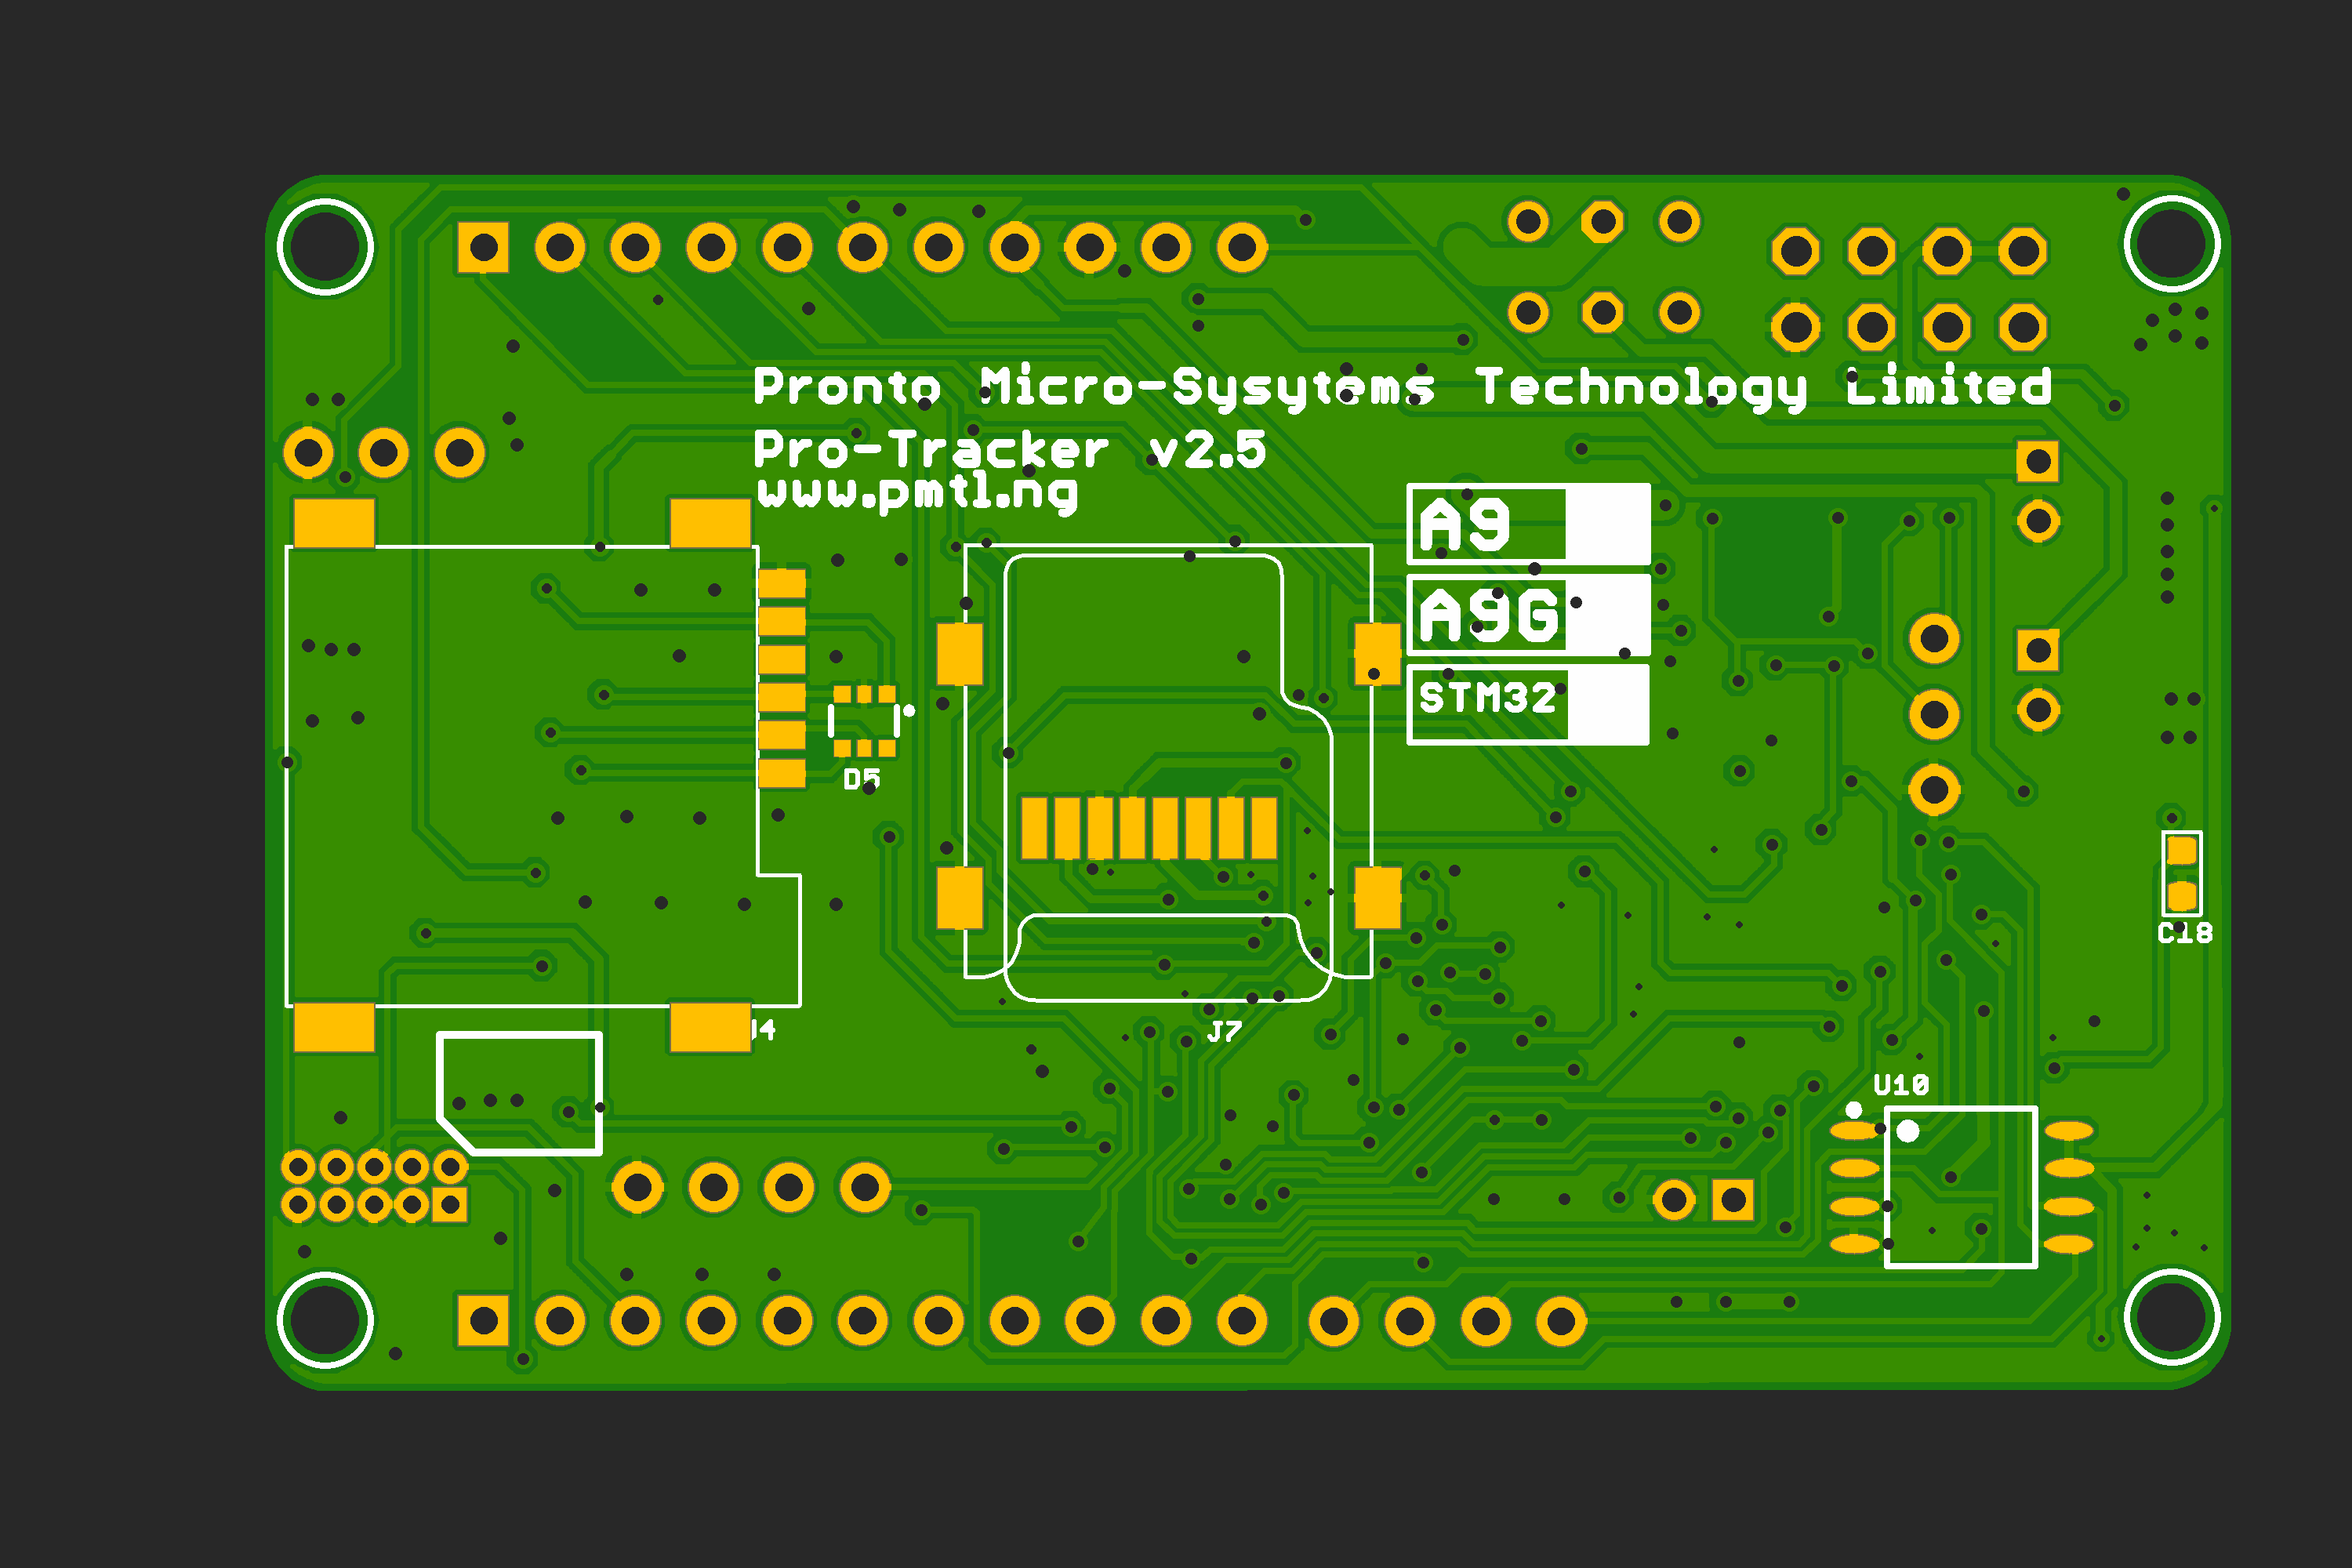 Pronto Micro-Sysytems Technology Limited
Pro-Tracker v2.5
www.pmtl.ng
A9
A9G
STM32
D5
C18
J7
U10